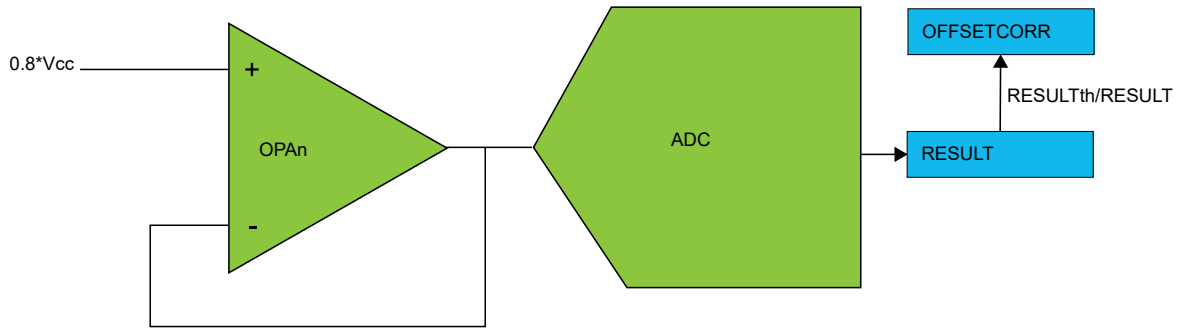 OFFSETCORR
0.8*Vcc
+
RESULTth/RESULT
OPAn
ADC
RESULT
-